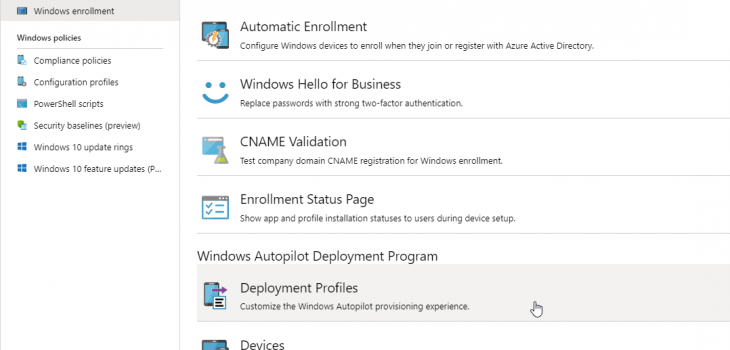 Windows enrollment
Windows policies
Compliance policies
Configuration profiles
PowerShell scripts
Security baselines (preview)
Windows 10 update rings
Windows 10 feature updates (P...
Automatic Enrollment
Configure Windows devices to enroll when they join or register with Azure Active Directory.
Windows Hello for Business
Replace passwords with strong two-factor authentication.
CNAME Validation
Test company domain CNAME registration for Windows enrollment.
Enrollment Status Page
Show app and profile installation statuses to users during device setup.
Windows Autopilot Deployment Program
Deployment Profiles
Customize the Windows Autopilot provisioning experience.
Devices